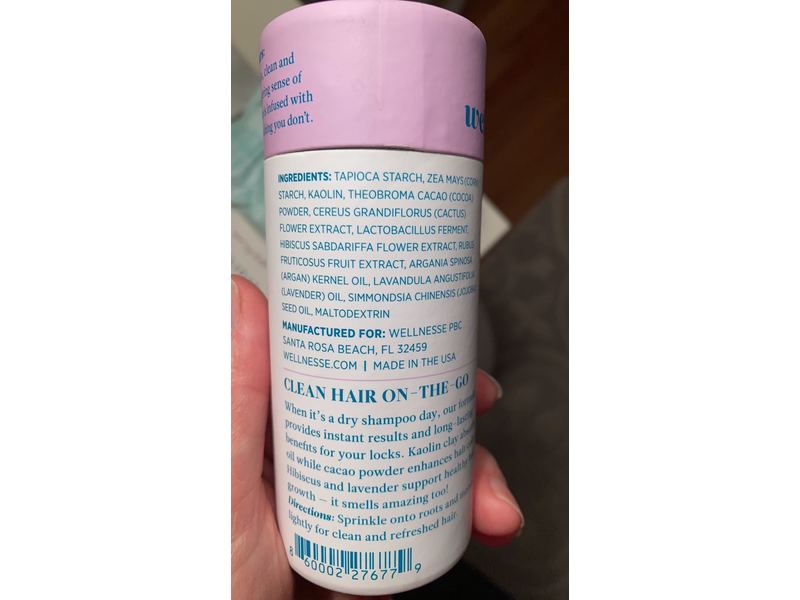 clean and
sense of
infused with
you don't.
we
INGREDIENTS: TAPIOCA STARCH, ZEA MAYS (CORN)
STARCH, KAOLIN, THEOBROMA CACAO (COCOA)
POWDER, CEREUS GRANDIFLORUS (CACTUS)
FLOWER EXTRACT, LACTOBACILLUS FERMENT,
HIBISCUS SABDARIFFA FLOWER EXTRACT, RUBUS
FRUTICOSUS FRUIT EXTRACT, ARGANIA SPINOSA
(ARGAN) KERNEL OIL, LAVANDULA ANGUSTIFOLIA
(LAVENDER) OIL, SIMMONDSIA CHINENSIS (JOJOBA)
SEED OIL, MALTODEXTRIN
MANUFACTURED FOR: WELLNESSE PBC
SANTA ROSA BEACH, FL 32459
WELLNESSE.COM | MADE IN THE USA
CLEAN HAIR ON-THE-GO
When it's a dry shampoo day, our formula
provides instant results and long-lasting
benefits for your locks. Kaolin clay absorbs
oil while cacao powder enhances hair
Hibiscus and lavender support healthy
growth – it smells amazing too!
Directions: Sprinkle onto roots and
lightly for clean and refreshed hair.
8 60002 27677 9